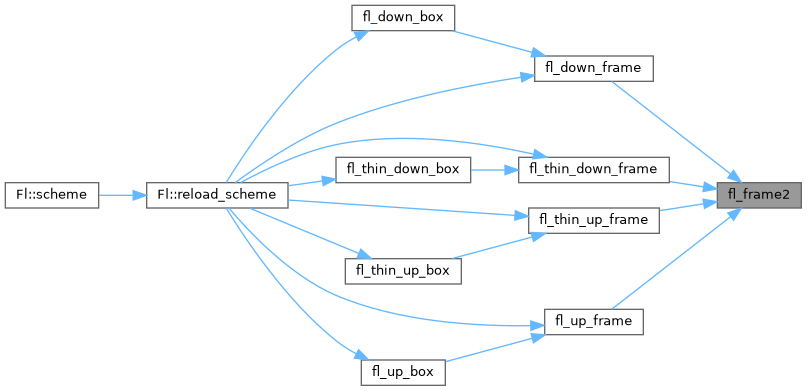 fl_down_box
fl_down_frame
fl_thin_down_box
fl_thin_down_frame
Fl::scheme
Fl::reload_scheme
fl_frame2
fl_thin_up_frame
fl_thin_up_box
fl_up_frame
fl_up_box